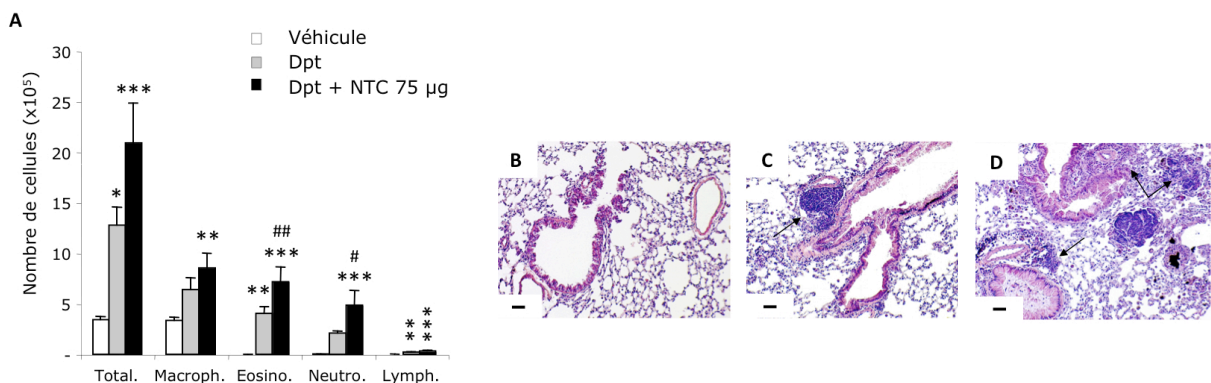 A
Véhicule
Dpt
Dpt + NTC 75 µg
Nombre de cellules (x10⁵)
30
25
20
15
10
5
-
***
*
**
**
##
***
#
***
**
***
Total.
Macroph.
Eosino.
Neutro.
Lymph.
B
C
D